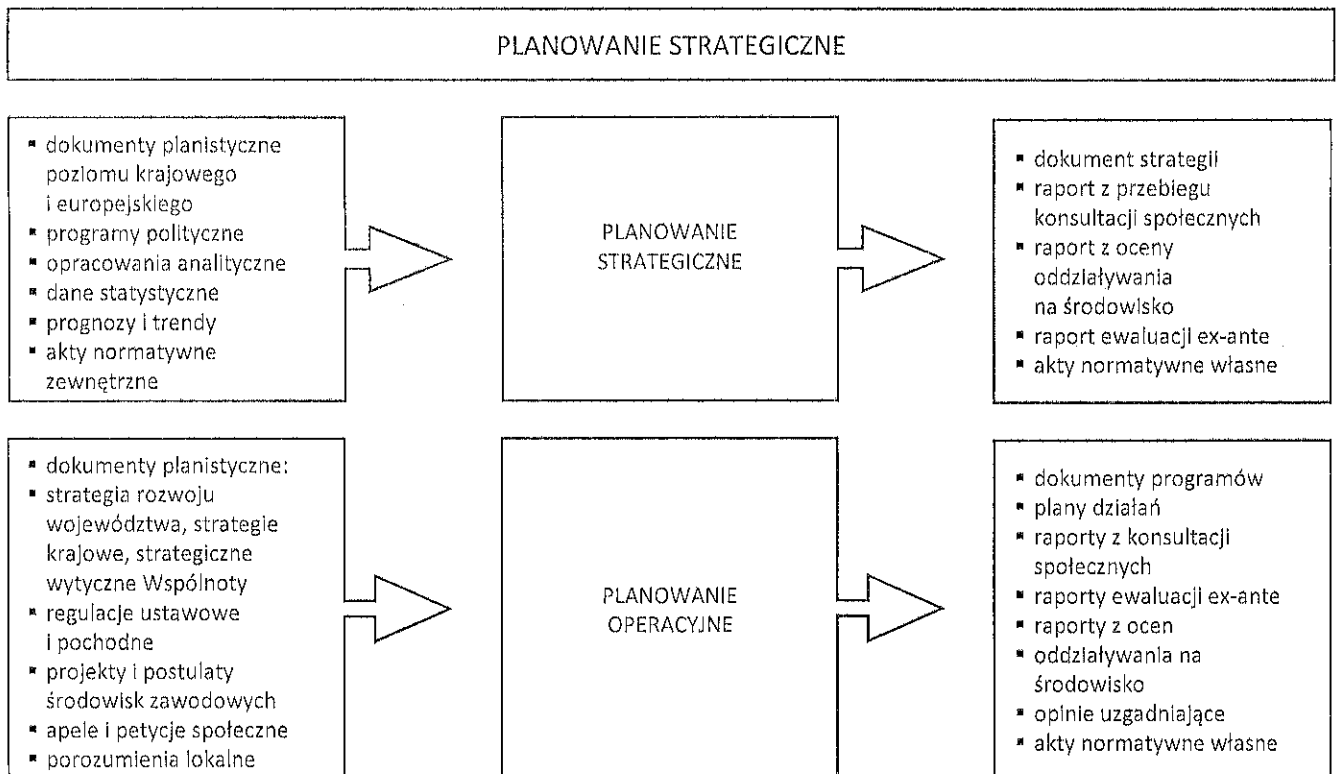 PLANOWANIE STRATEGICZNE
▪ dokumenty planistyczne
poziomu krajowego
i europejskiego
▪ programy polityczne
▪ opracowania analityczne
▪ dane statystyczne
▪ prognozy i trendy
▪ akty normatywne
zewnętrzne
PLANOWANIE
STRATEGICZNE
▪ dokument strategii
▪ raport z przebiegu
konsultacji społecznych
▪ raport z oceny
oddziaływania
na środowisko
▪ raport ewaluacji ex-ante
▪ akty normatywne własne
▪ dokumenty planistyczne:
▪ strategia rozwoju
województwa, strategie
krajowe, strategiczne
wytyczne Wspólnoty
▪ regulacje ustawowe
i pochodne
▪ projekty i postulaty
środowisk zawodowych
▪ apele i petycje społeczne
▪ porozumienia lokalne
PLANOWANIE
OPERACYJNE
▪ dokumenty programów
▪ plany działań
▪ raporty z konsultacji
społecznych
▪ raporty ewaluacji ex-ante
▪ raporty z ocen
▪ oddziaływania na
środowisko
▪ opinie uzgadniające
▪ akty normatywne własne